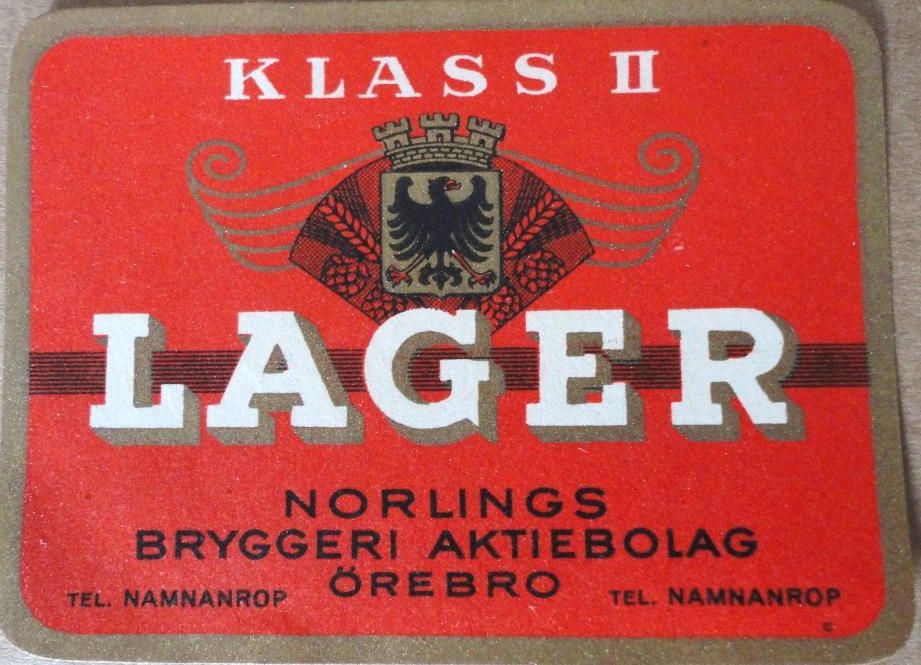 KLASS II
LAGER
NORLINGS
BRYGGERI AKTIEBOLAG
ÖREBRO
TEL. NAMNANROP TEL. NAMNANROP